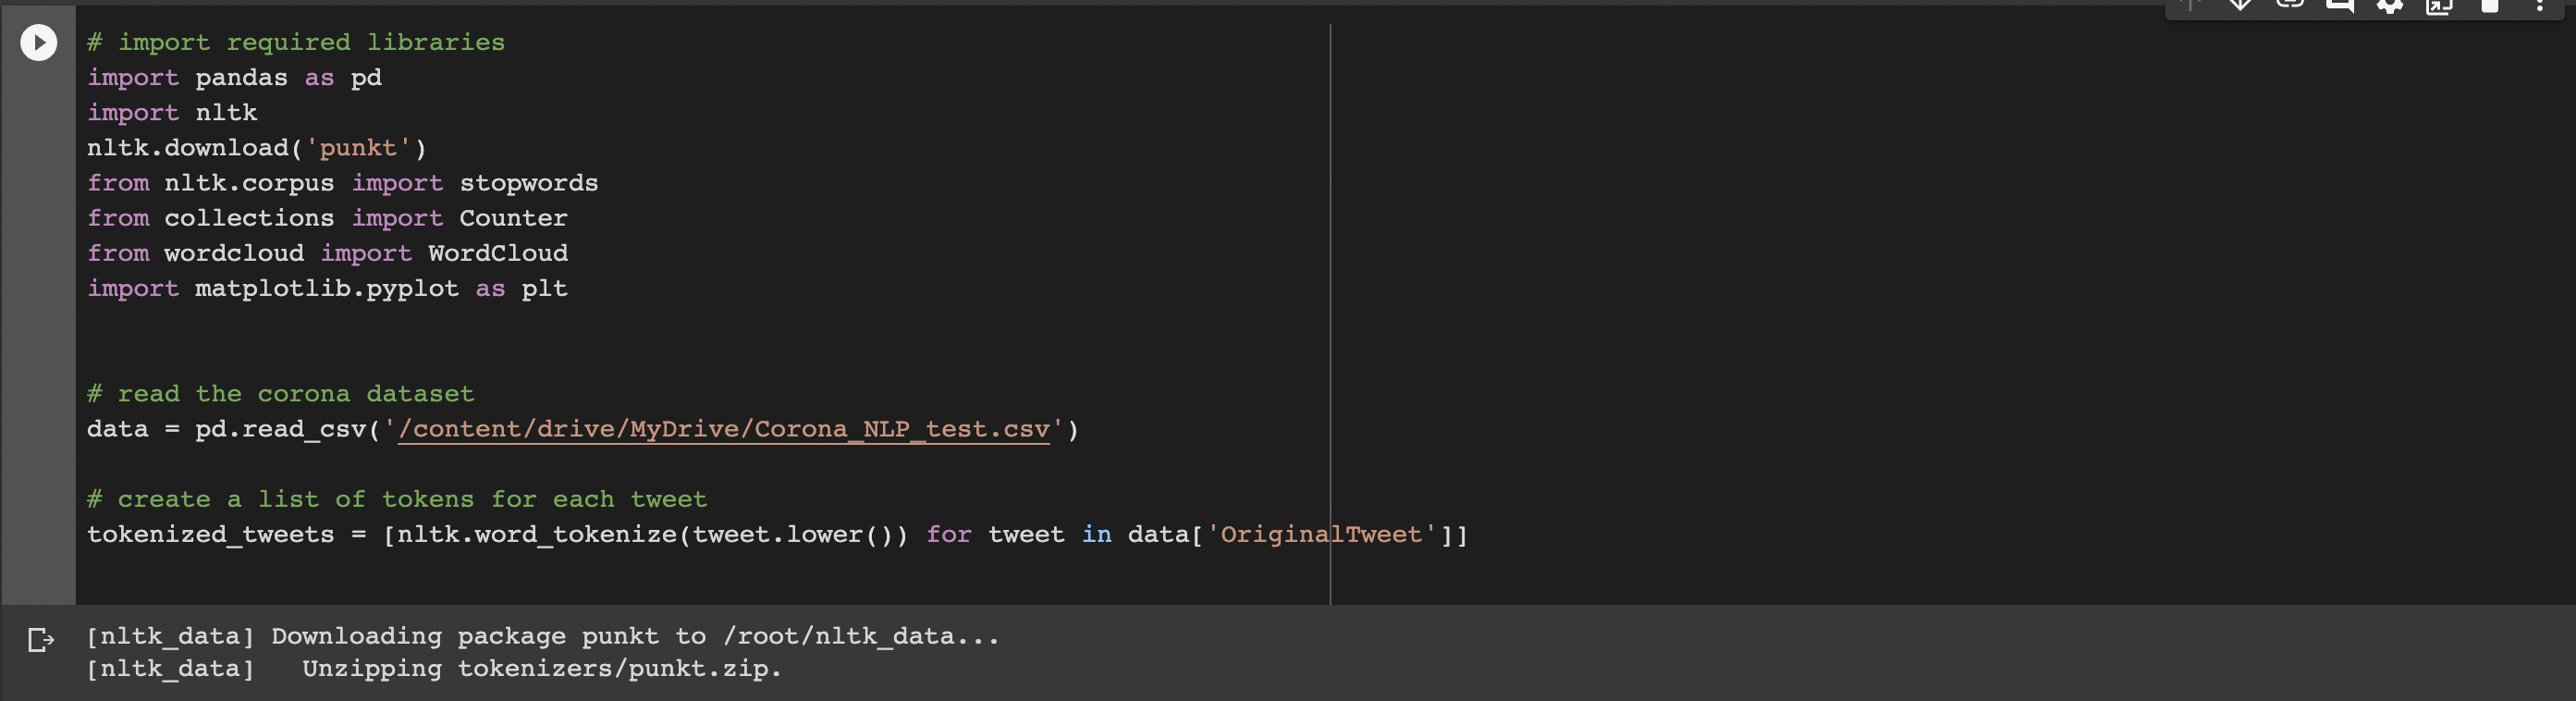 # import required libraries
import pandas as pd
import nltk
nltk.download('punkt')
from nltk.corpus import stopwords
from collections import Counter
from wordcloud import WordCloud
import matplotlib.pyplot as plt
# read the corona dataset
data = pd.read_csv('/content/drive/MyDrive/Corona_NLP_test.csv')
# create a list of tokens for each tweet
tokenized_tweets = [nltk.word_tokenize(tweet.lower()) for tweet in data['OriginalTweet']]
[nltk_data] Downloading package punkt to /root/nltk_data...
[nltk_data]   Unzipping tokenizers/punkt.zip.